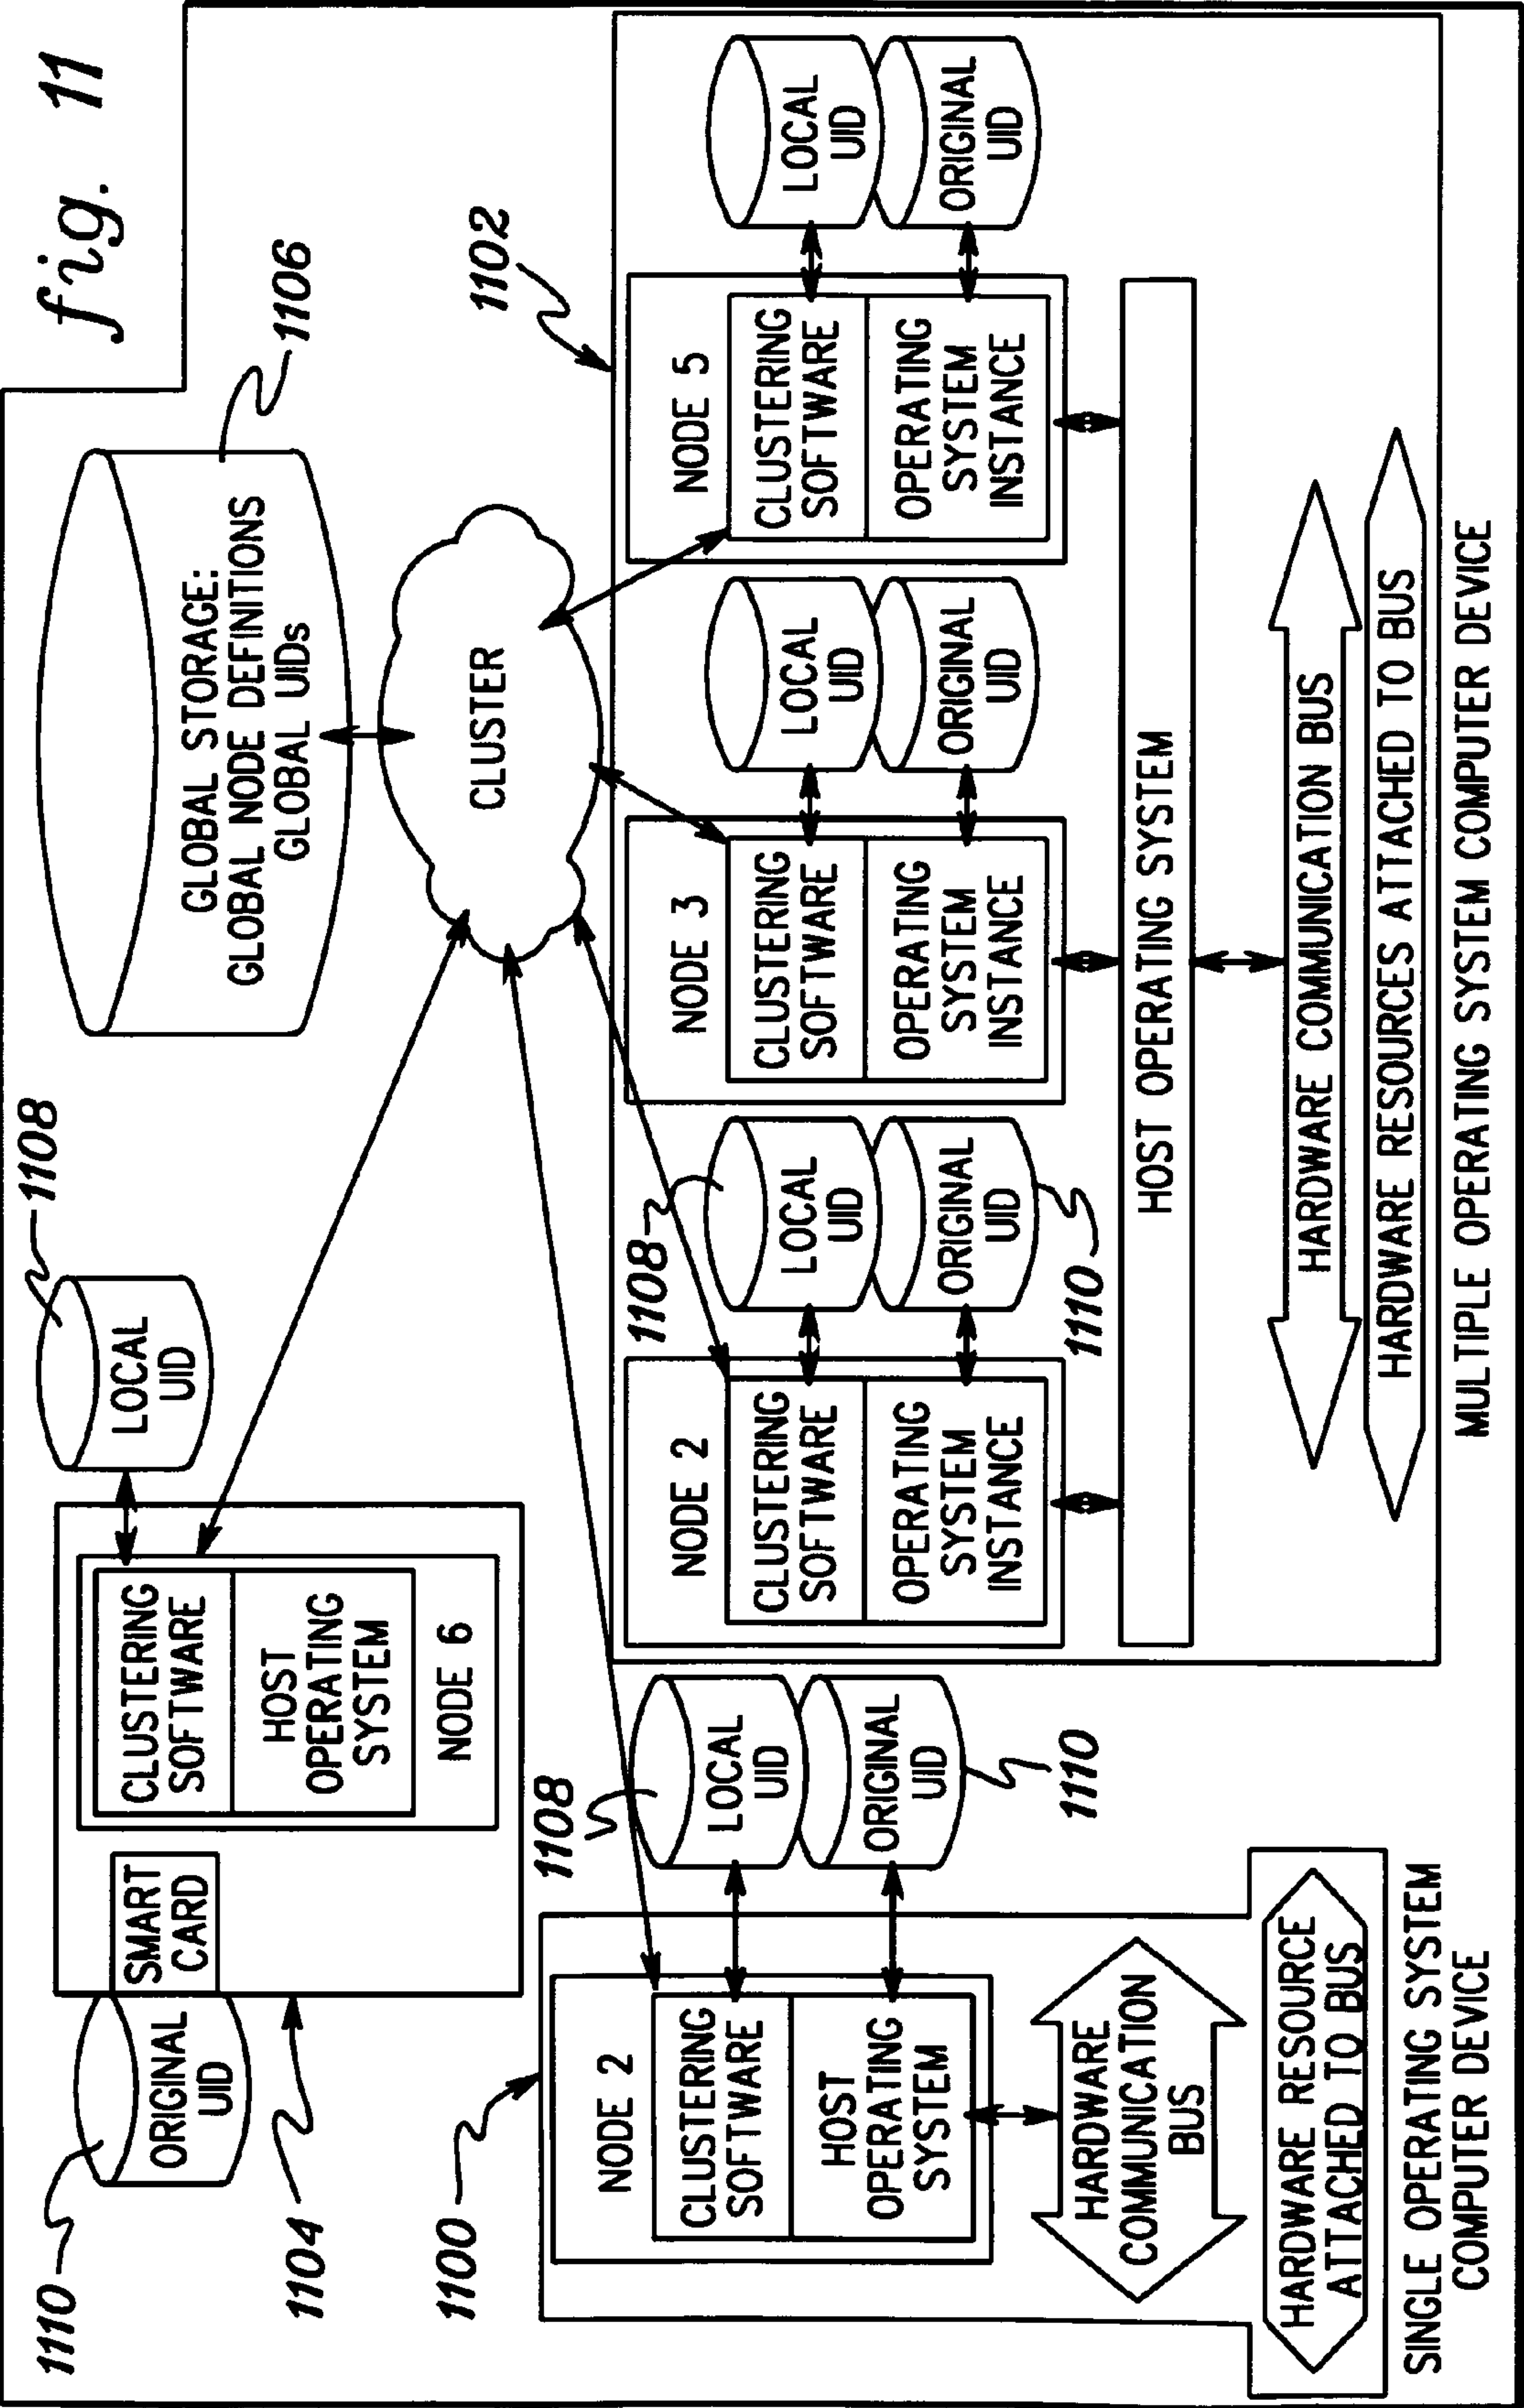 fig. 11
1106
GLOBAL STORAGE:
GLOBAL NODE DEFINITIONS
GLOBAL UIDs
CLUSTER
1110
ORIGINAL
UID
1104
SMART
CARD
CLUSTERING
SOFTWARE
HOST
OPERATING
SYSTEM
NODE 6
LOCAL
UID
1108
1100
NODE 2
CLUSTERING
SOFTWARE
HOST
OPERATING
SYSTEM
1108
LOCAL
UID
ORIGINAL
UID
1110
HARDWARE
COMMUNICATION
BUS
HARDWARE RESOURCE
ATTACHED TO BUS
SINGLE OPERATING SYSTEM
COMPUTER DEVICE
1102
NODE 2
CLUSTERING
SOFTWARE
OPERATING
SYSTEM
INSTANCE
1108
LOCAL
UID
ORIGINAL
UID
1110
NODE 3
CLUSTERING
SOFTWARE
OPERATING
SYSTEM
INSTANCE
LOCAL
UID
ORIGINAL
UID
NODE 5
CLUSTERING
SOFTWARE
OPERATING
SYSTEM
INSTANCE
LOCAL
UID
ORIGINAL
UID
HOST OPERATING SYSTEM
HARDWARE COMMUNICATION BUS
HARDWARE RESOURCES ATTACHED TO BUS
MULTIPLE OPERATING SYSTEM COMPUTER DEVICE